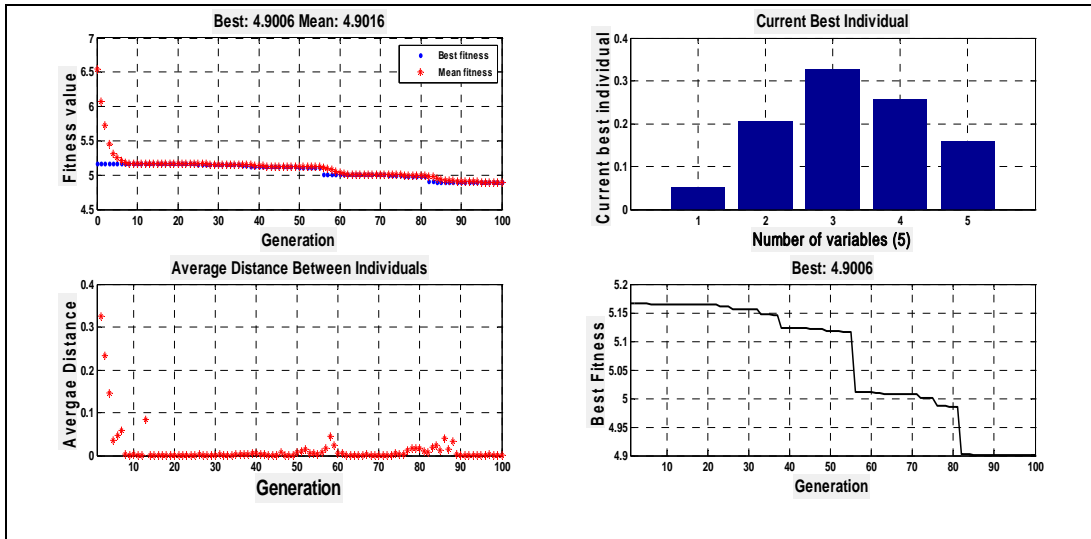 Best: 4.9006 Mean: 4.9016
Fitness value
7
6.5
6
5.5
5
4.5
Best fitness
Mean fitness
0 10 20 30 40 50 60 70 80 90 100
Generation
Current Best Individual
Current best individual
0.4
0.3
0.2
0.1
0
1 2 3 4 5
Number of variables (5)
Average Distance Between Individuals
Avergae Distance
0.4
0.3
0.2
0.1
0
0 10 20 30 40 50 60 70 80 90 100
Generation
Best: 4.9006
Best Fitness
5.2
5.15
5.1
5.05
5
4.95
4.9
10 20 30 40 50 60 70 80 90 100
Generation